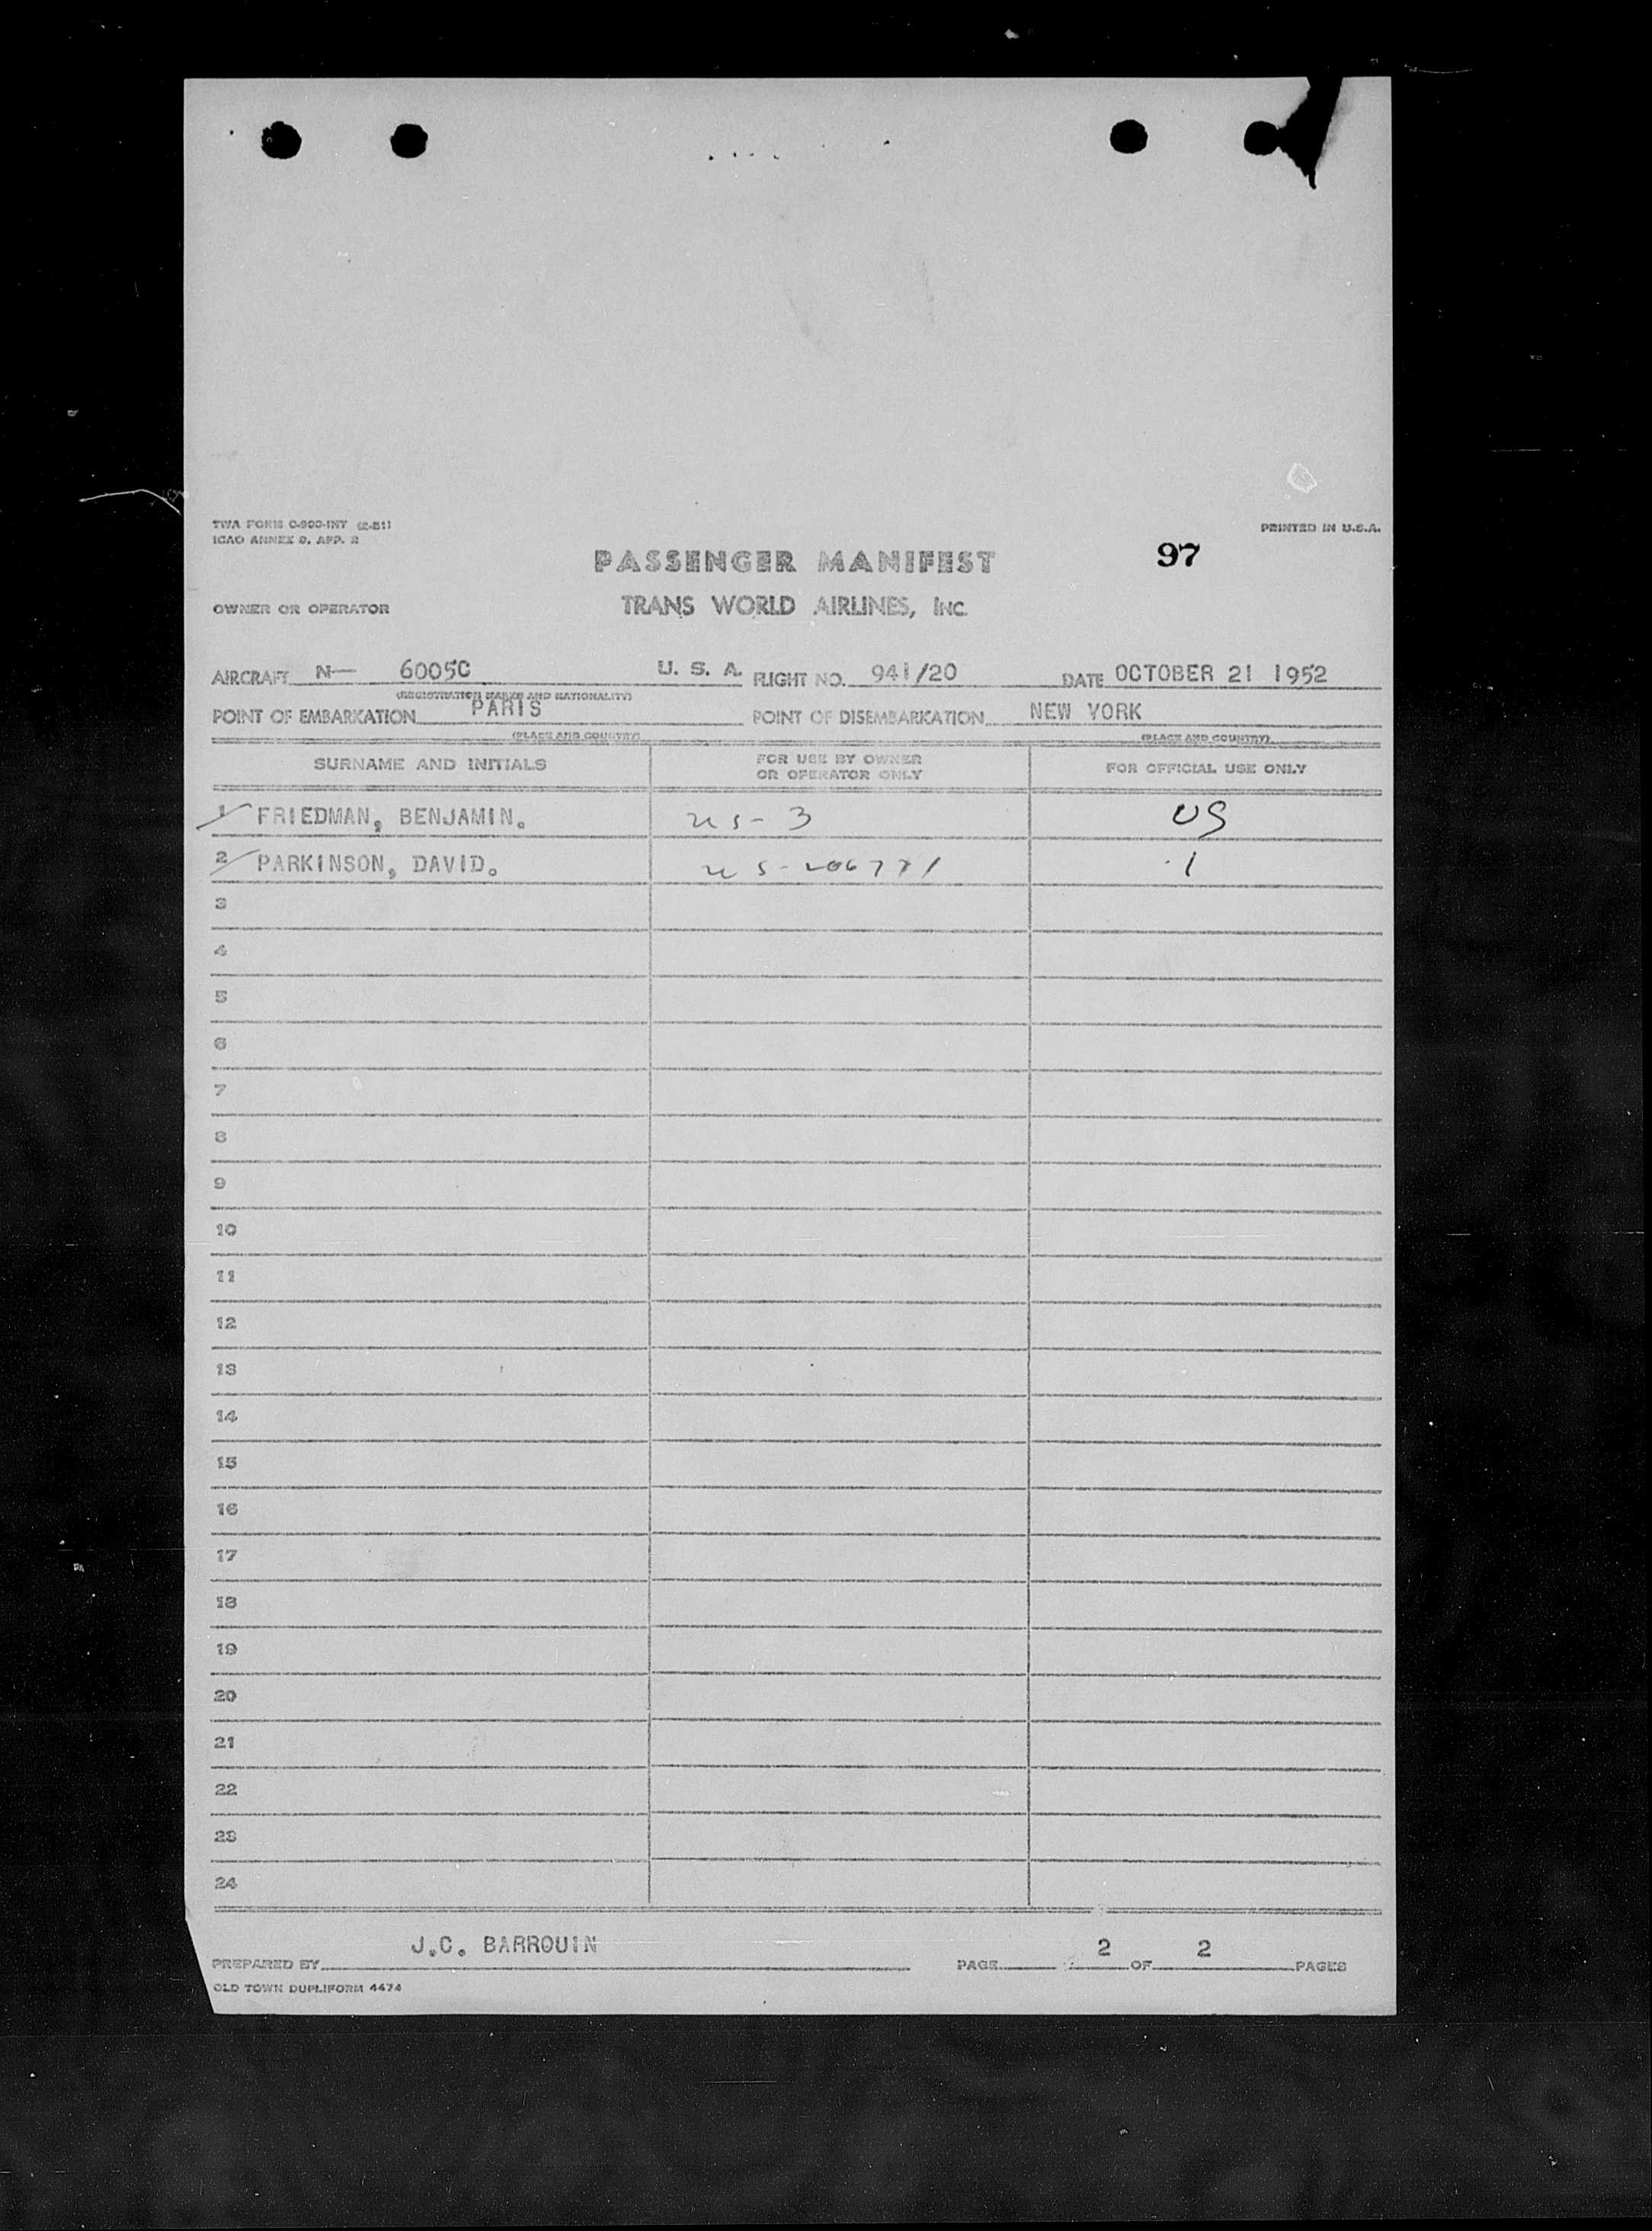 TWA FORM C-900-INT (2-51)
ICAO ANNEX 9, APP. 2
PRINTED IN U.S.A.
PASSENGER MANIFEST
97
OWNER OR OPERATOR TRANS WORLD AIRLINES, INC
AIRCRAFT N— 6005C U. S. A. FLIGHT NO. 941/20 DATE OCTOBER 21 1952
(REGISTRATION MARKS AND NATIONALITY)
POINT OF EMBARKATION PARIS POINT OF DISEMBARKATION NEW YORK
(PLACE AND COUNTRY) (PLACE AND COUNTRY)
SURNAME AND INITIALS FOR USE BY OWNER OR OPERATOR ONLY FOR OFFICIAL USE ONLY
1 FRIEDMAN, BENJAMIN. US- 3 US
2 PARKINSON, DAVID. US- 1
3
4
5
6
7
8
9
10
11
12
13
14
15
16
17
18
19
20
21
22
23
24
PREPARED BY J.C. BARROUIN PAGE 2 OF 2 PAGES
OLD TOWN DUPLIFORM 4474